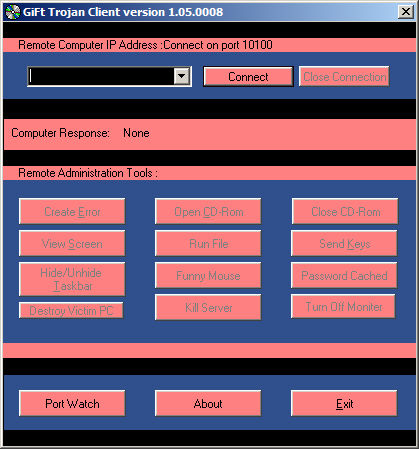 GiFt Trojan Client version 1.05.0008
Remote Computer IP Address :Connect on port 10100
Connect
Close Connection
Computer Response: None
Remote Administration Tools :
Create Error
Open CD-Rom
Close CD-Rom
View Screen
Run File
Send Keys
Hide/Unhide
Taskbar
Funny Mouse
Password Cached
Destroy Victim PC
Kill Server
Turn Off Moniter
Port Watch
About
Exit